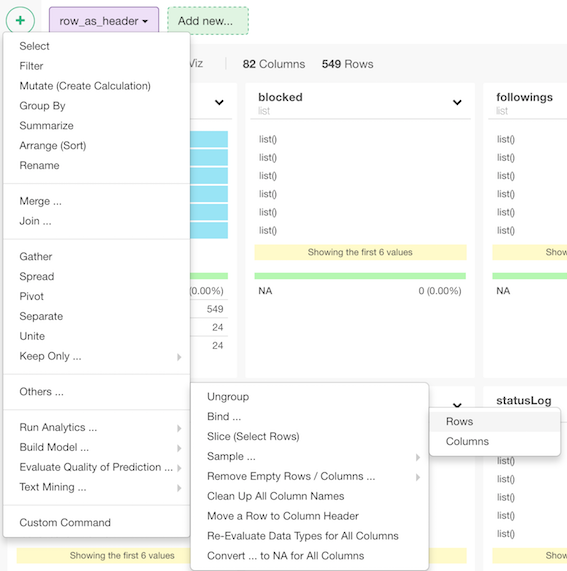 +
row_as_header
Add new...
Viz
82 Columns
549 Rows
Select
Filter
Mutate (Create Calculation)
Group By
Summarize
Arrange (Sort)
Rename
Merge ...
Join ...
Gather
Spread
Pivot
Separate
Unite
Keep Only ...
Others ...
Run Analytics ...
Build Model ...
Evaluate Quality of Prediction ...
Text Mining ...
Custom Command
(0.00%)
549
24
24
blocked
list
list()
list()
list()
list()
list()
list()
Showing the first 6 values
NA 0 (0.00%)
followings
list
list()
list()
list()
list()
list()
list()
Show
NA
Ungroup
Bind ...
Slice (Select Rows)
Sample ...
Remove Empty Rows / Columns ...
Clean Up All Column Names
Move a Row to Column Header
Re-Evaluate Data Types for All Columns
Convert ... to NA for All Columns
Rows
Columns
statusLog
list()
list()
list()
list()
list()
Showing the first 6 values
Show